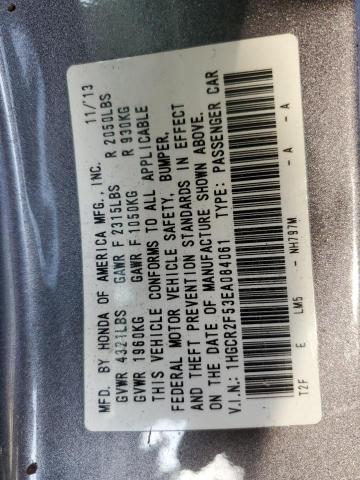 MFD. BY HONDA OF AMERICA MFG., INC. 11/13
GVWR 4321LBS GAWR F 2315LBS R 2050LBS
GVWR 1960KG GAWR F 1050KG R 930KG
THIS VEHICLE CONFORMS TO ALL APPLICABLE
FEDERAL MOTOR VEHICLE SAFETY, BUMPER,
AND THEFT PREVENTION STANDARDS IN EFFECT
ON THE DATE OF MANUFACTURE SHOWN ABOVE.
V.I.N.: 1HGCR2F53EA084061 TYPE: PASSENGER CAR
T2F E LM5 NH797M - A - A